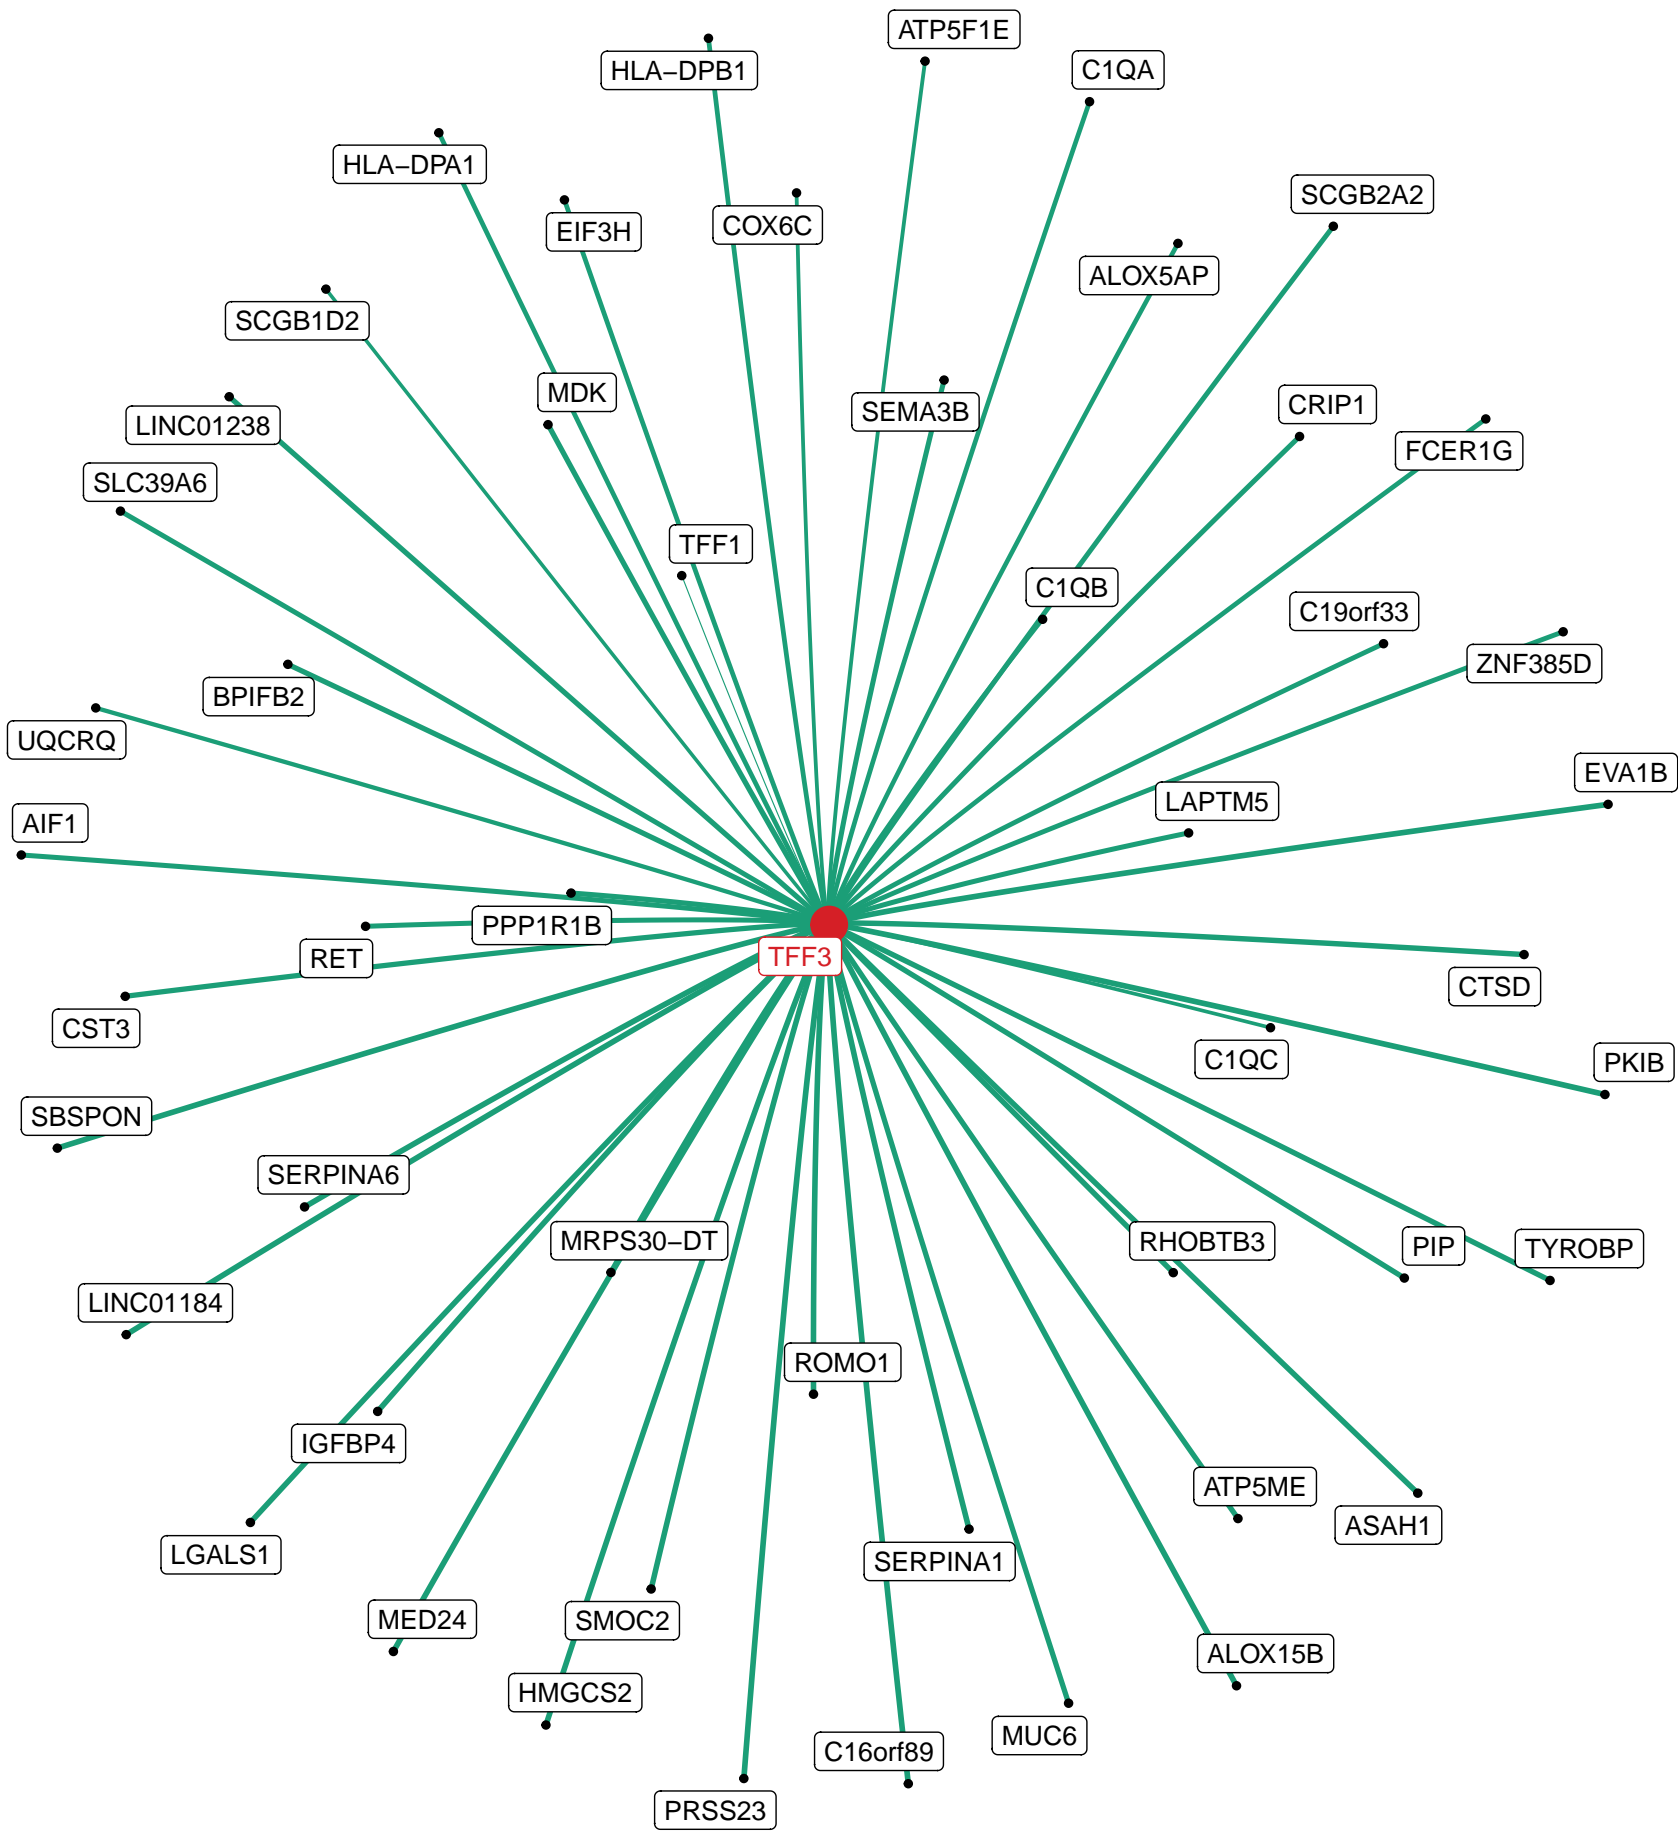 ATP5F1E
HLA−DPB1
C1QA
HLA−DPA1
SCGB2A2
COX6C
EIF3H
ALOX5AP
SCGB1D2
MDK
CRIP1
SEMA3B
LINC01238
FCER1G
SLC39A6
TFF1
C1QB
C19orf33
ZNF385D
BPIFB2
UQCRQ
EVA1B
LAPTM5
AIF1
PPP1R1B
TFF3
RET
CTSD
CST3
C1QC
PKIB
SBSPON
SERPINA6
MRPS30−DT
RHOBTB3
PIP
TYROBP
LINC01184
ROMO1
IGFBP4
ATP5ME
ASAH1
LGALS1
SERPINA1
MED24
SMOC2
ALOX15B
HMGCS2
MUC6
C16orf89
PRSS23